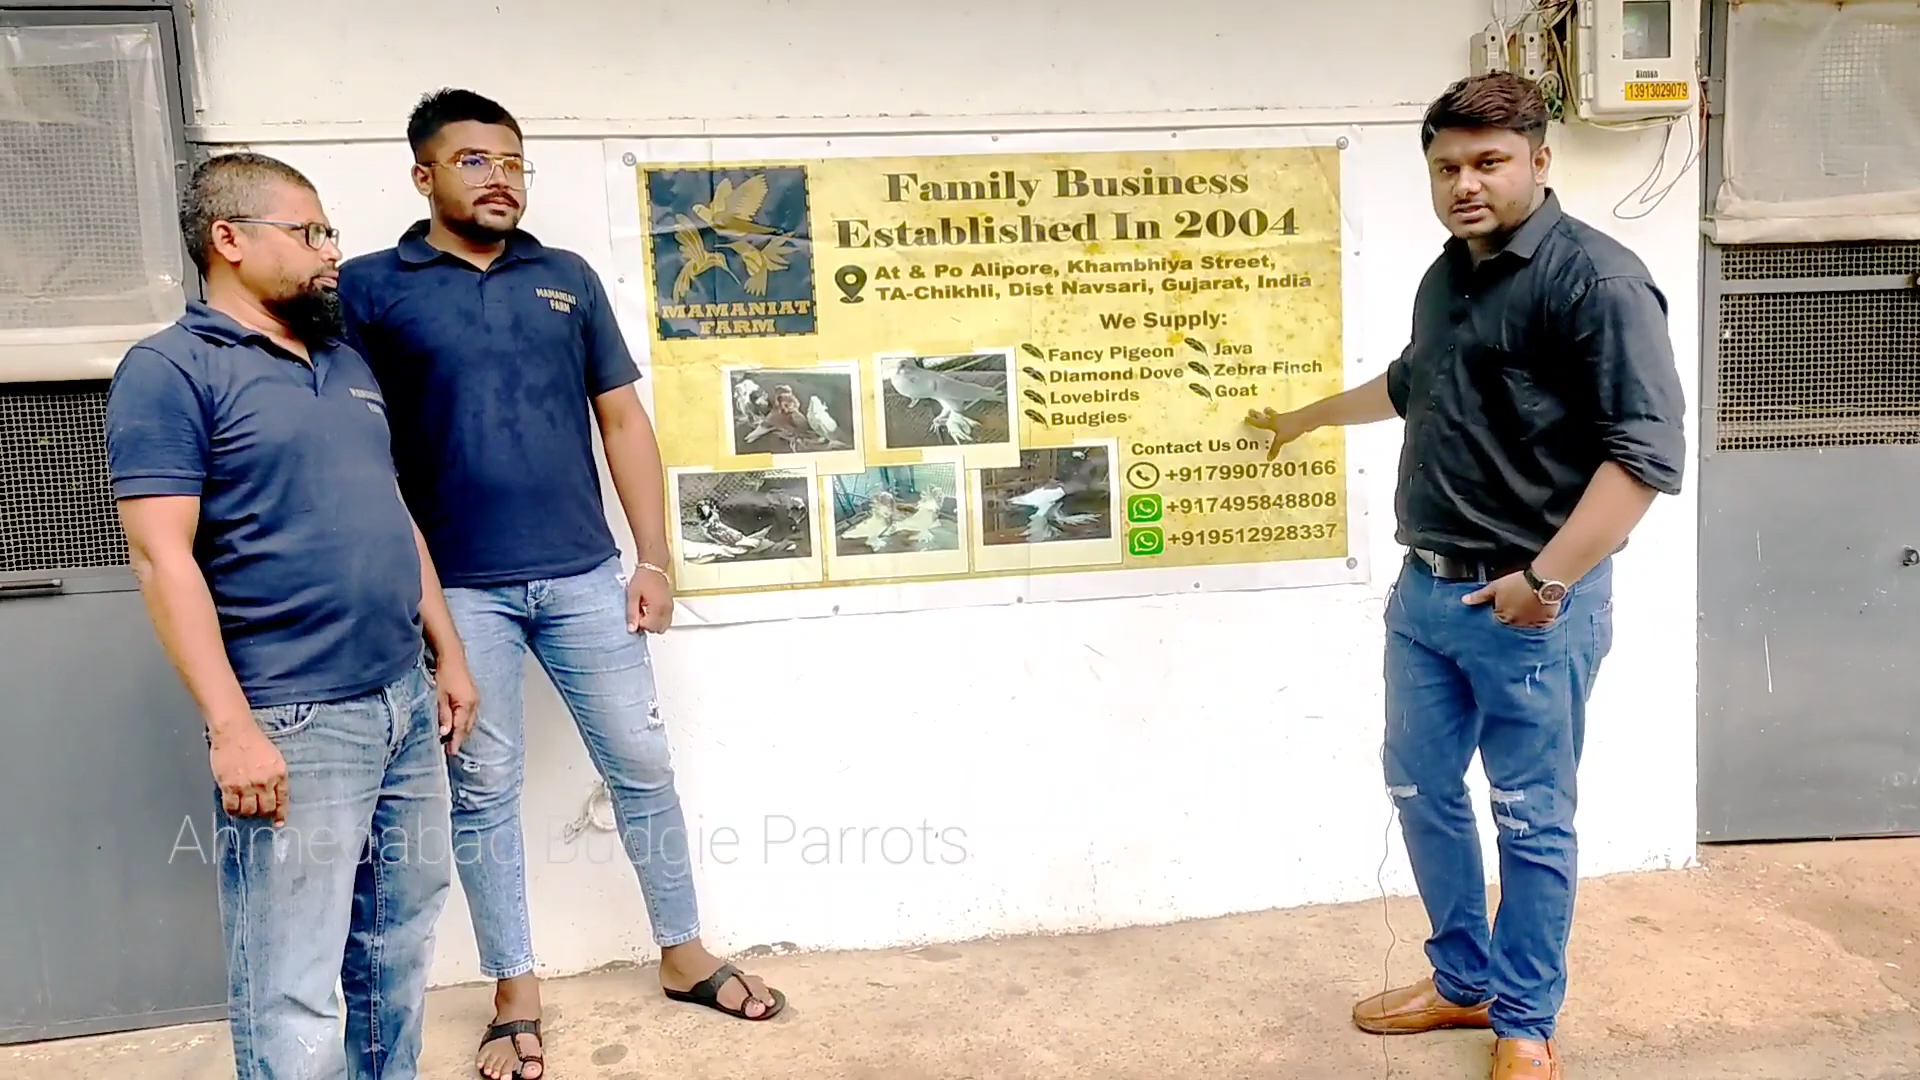 Family Business
Established In 2004
At & Po Alipore, Khambhiya Street,
TA-Chikhli, Dist Navsari, Gujarat, India
MAMANIAT
FARM
We Supply:
Fancy Pigeon
Diamond Dove
Lovebirds
Budgies
Java
Zebra Finch
Goat
Contact Us On :
+917990780166
+917495848808
+919512928337
MAMANIAT
FARM
13913029079
Ahmedabad Budgie Parrots